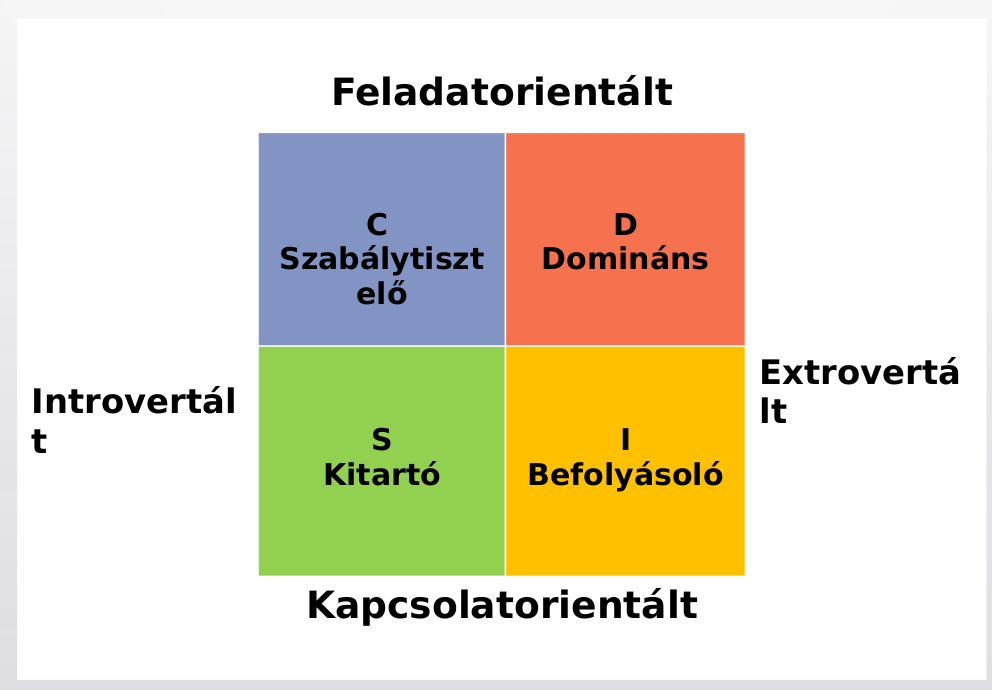 Feladatorientált
C
Szabálytiszt
elő
D
Domináns
Introvertál
t
Extrovertá
lt
S
Kitartó
I
Befolyásoló
Kapcsolatorientált